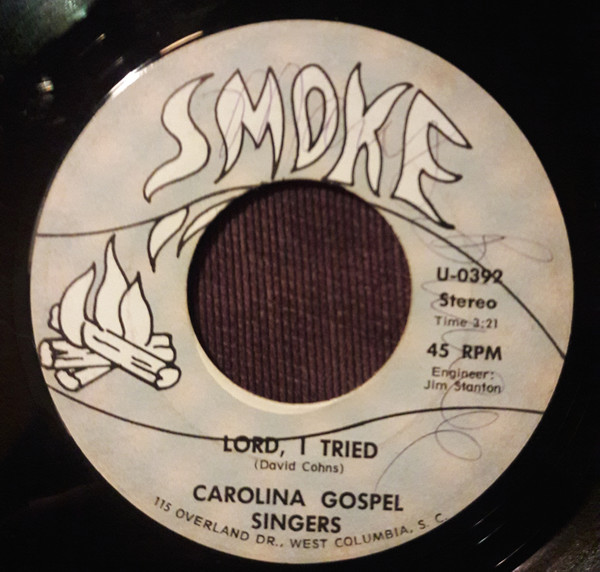 SMOKE
U-0392
Stereo
Time 3:21
45 RPM
Engineer:
Jim Stanton
LORD, I TRIED
(David Cohns)
CAROLINA GOSPEL
SINGERS
115 OVERLAND DR., WEST COLUMBIA, S. C.